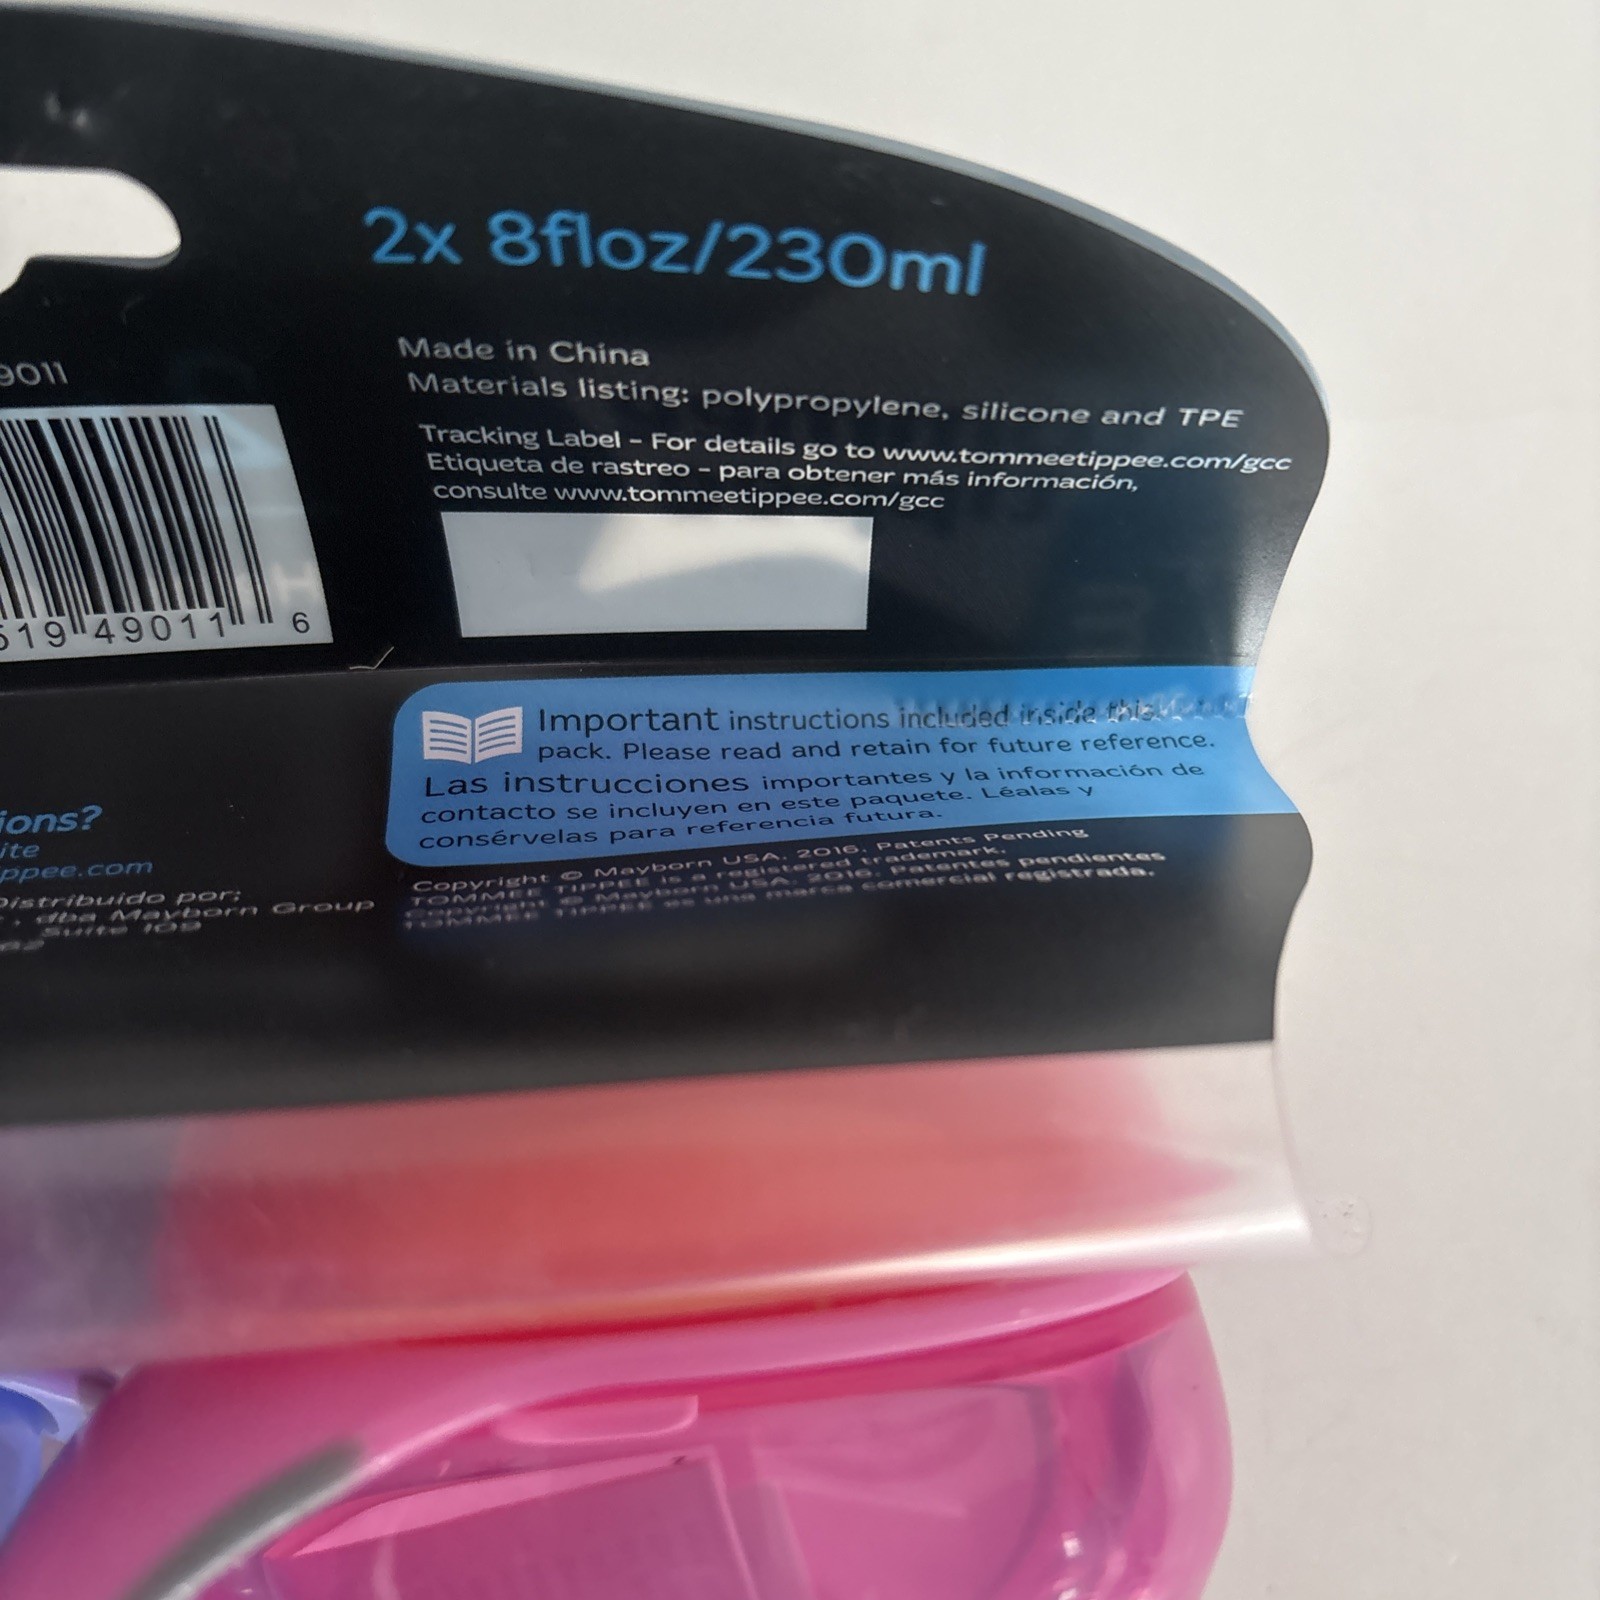 2x 8floz/230ml
Made in China
Materials listing: polypropylene, silicone and TPE
Tracking Label – For details go to www.tommeetippee.com/gcc
Etiqueta de rastreo – para obtener más información,
consulte www.tommeetippee.com/gcc
9011
519 49011 6
Important instructions included inside this
pack. Please read and retain for future reference.
Las instrucciones importantes y la información de
contacto se incluyen en este paquete. Léalas y
consérvelas para referencia futura.
Copyright © Mayborn USA. 2016. Patents Pending
TOMMEE TIPPEE is a registered trademark.
Copyright © Mayborn USA. 2016. Patentes pendientes
TOMMEE TIPPEE es una marca comercial registrada.
ions?
ite
ppee.com
Distribuido por:
, dba Mayborn Group
Suite 109